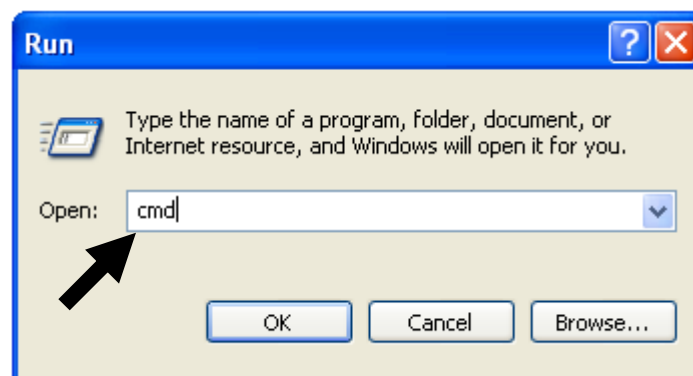 Run
Type the name of a program, folder, document, or
Internet resource, and Windows will open it for you.
Open: cmd
OK Cancel Browse...